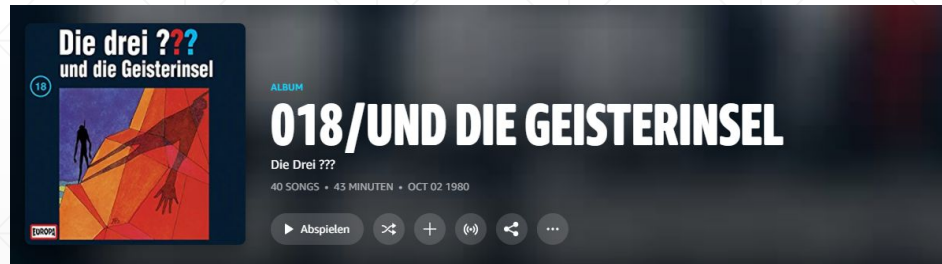 Die drei ???
und die Geisterinsel
18
EUROPA
ALBUM
018/UND DIE GEISTERINSEL
Die Drei ???
40 SONGS • 43 MINUTEN • OCT 02 1980
Abspielen